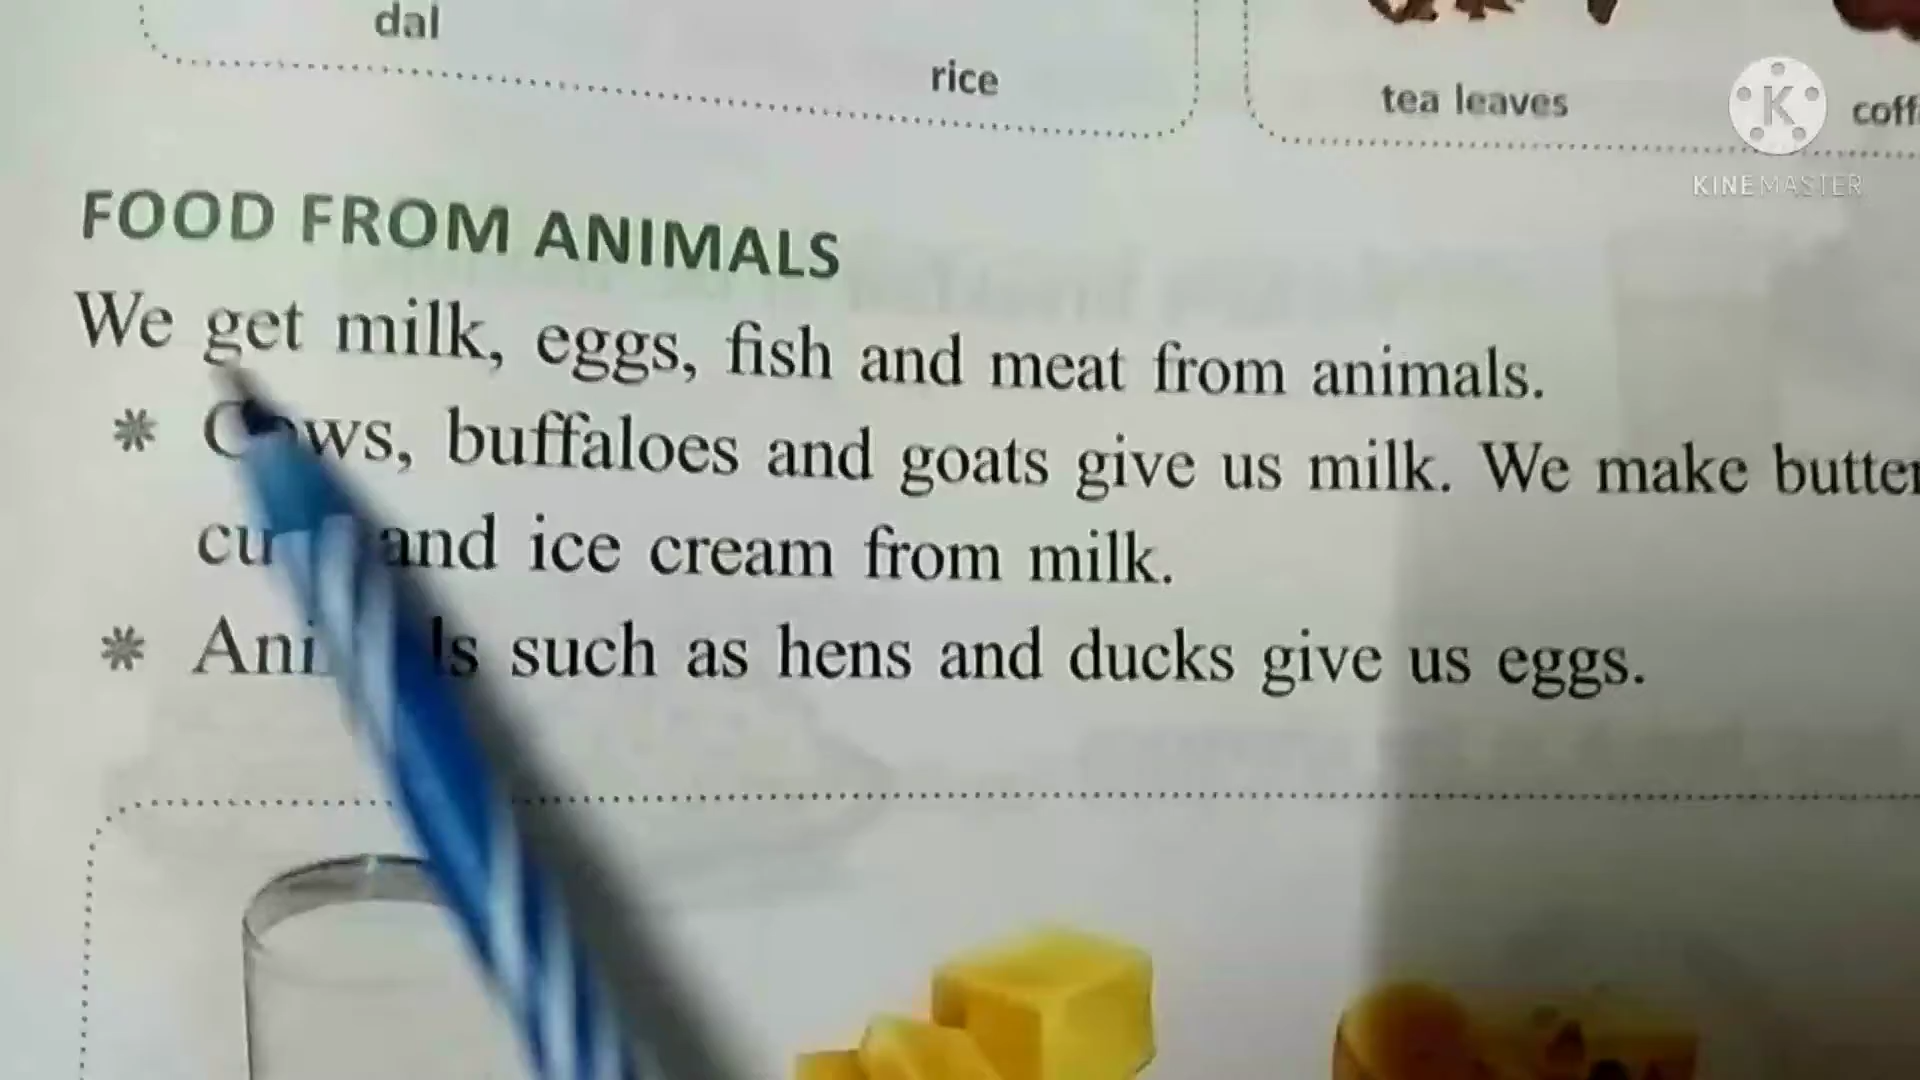 dal
rice
tea leaves
KINEMASTER
FOOD FROM ANIMALS
We get milk, eggs, fish and meat from animals.
* Cows, buffaloes and goats give us milk. We make butter
and ice cream from milk.
* such as hens and ducks give us eggs.